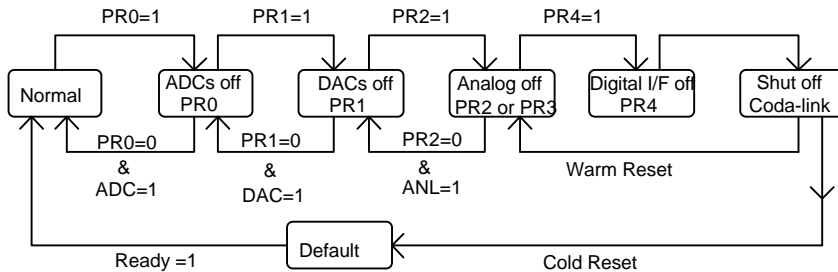 PR0=1
PR1=1
PR2=1
PR4=1
Normal
ADCs off
PR0
DACs off
PR1
Analog off
PR2 or PR3
Digital I/F off
PR4
Shut off
Coda-link
PR0=0
&
ADC=1
PR1=0
&
DAC=1
PR2=0
&
ANL=1
Warm Reset
Default
Ready =1
Cold Reset